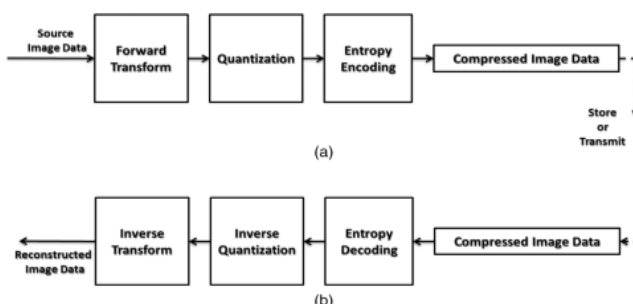 Source
Image Data
Forward
Transform
Quantization
Entropy
Encoding
Compressed Image Data
Store
or
Transmit
(a)
Inverse
Transform
Inverse
Quantization
Entropy
Decoding
Compressed Image Data
Reconstructed
Image Data
(b)